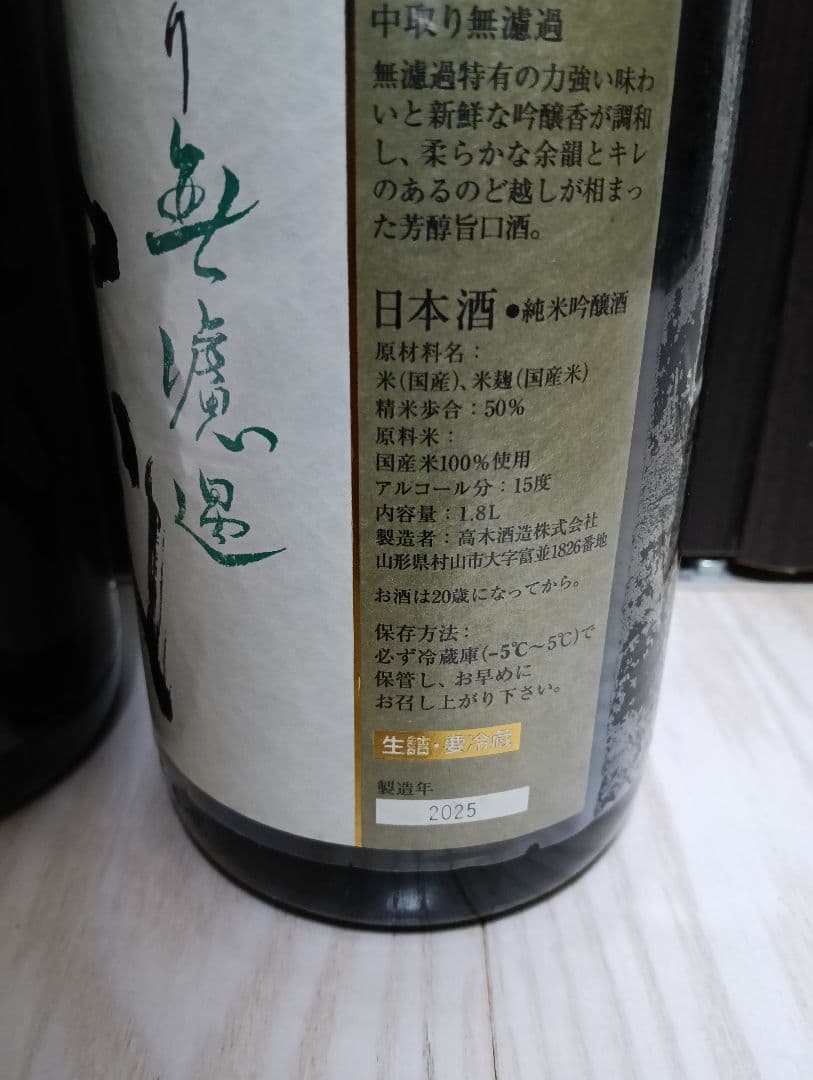 り無濾過
中取り無濾過
無濾過特有の力強い味わ
いと新鮮な吟醸香が調和
し、柔らかな余韻とキレ
のあるのど越しが相まっ
た芳醇旨口酒。
日本酒●純米吟醸酒
原材料名：
米(国産)、米麹(国産米)
精米歩合：50%
原料米：
国産米100%使用
アルコール分：15度
内容量：1.8L
製造者：高木酒造株式会社
山形県村山市大字富並1826番地
お酒は20歳になってから。
保存方法：
必ず冷蔵庫(-5℃～5℃)で
保管し、お早めに
お召し上がり下さい。
生詰・要冷蔵
製造年
2025